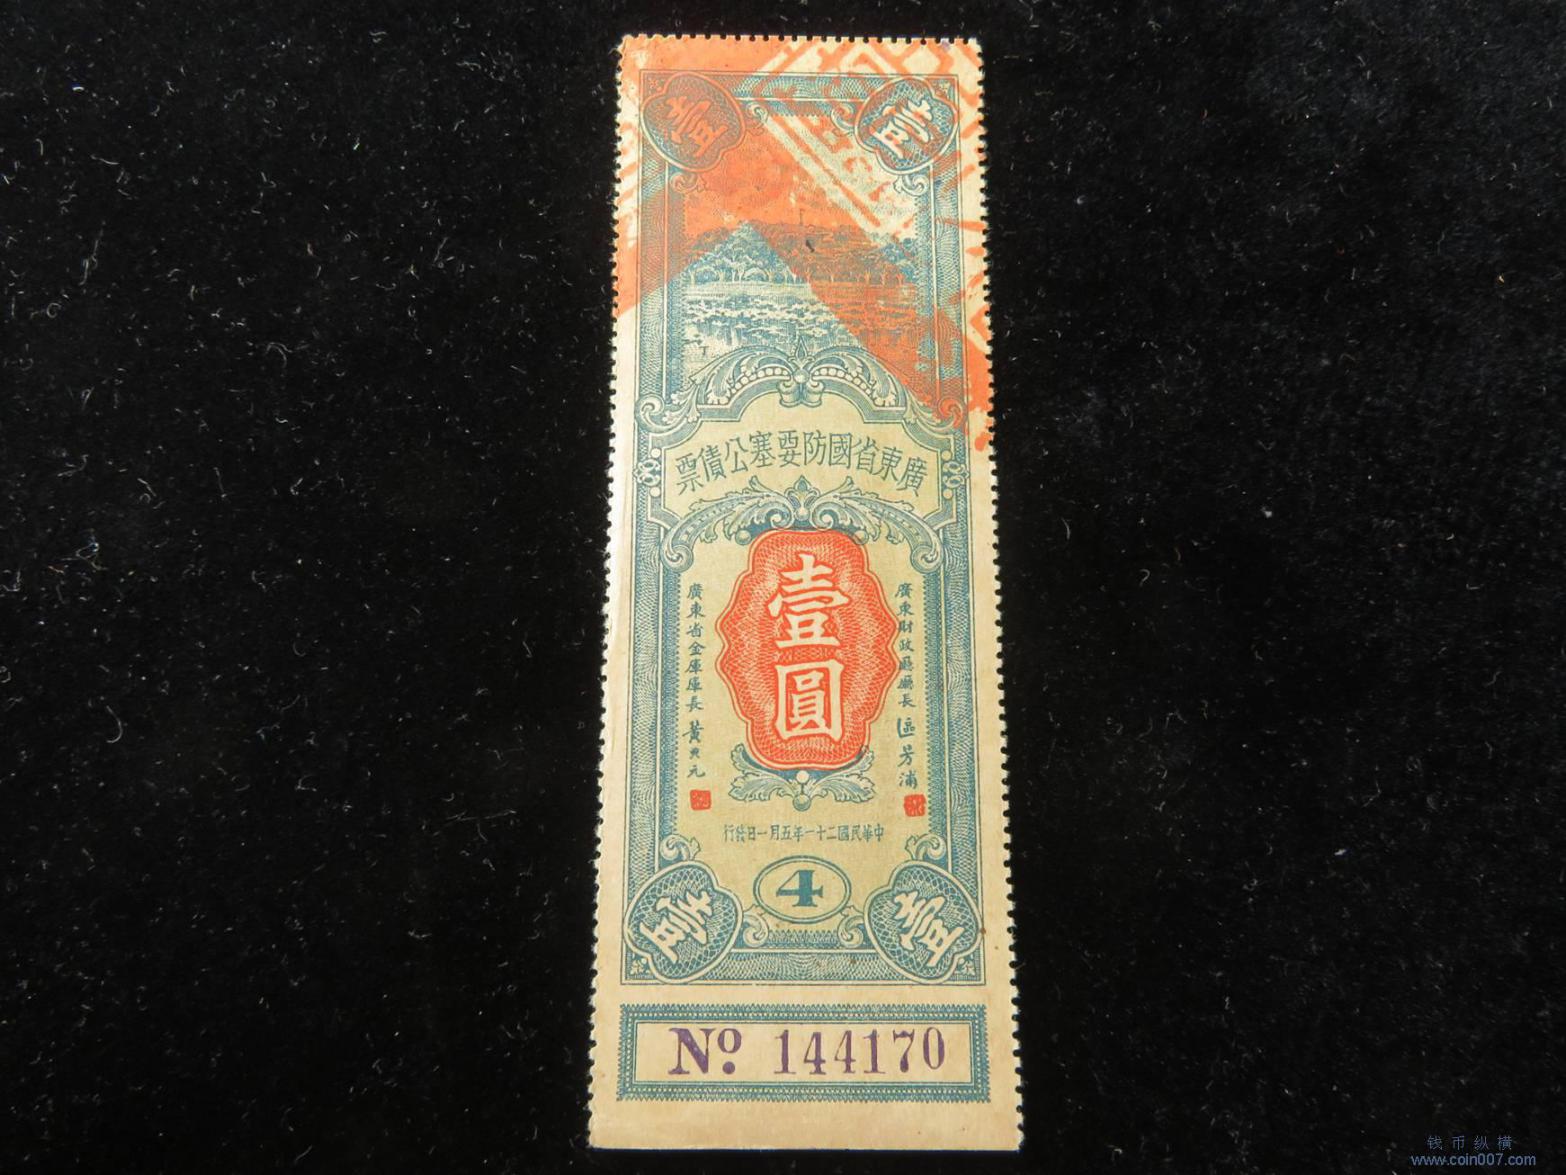 壹
壹
廣東省國防要塞公債票
壹圓
廣東財政廳廳長區芳浦
廣東省金庫庫長黃典元
中華民國二十一年五月一日發行
4
壹
壹
No. 144170
钱币纵横
www.coin007.com